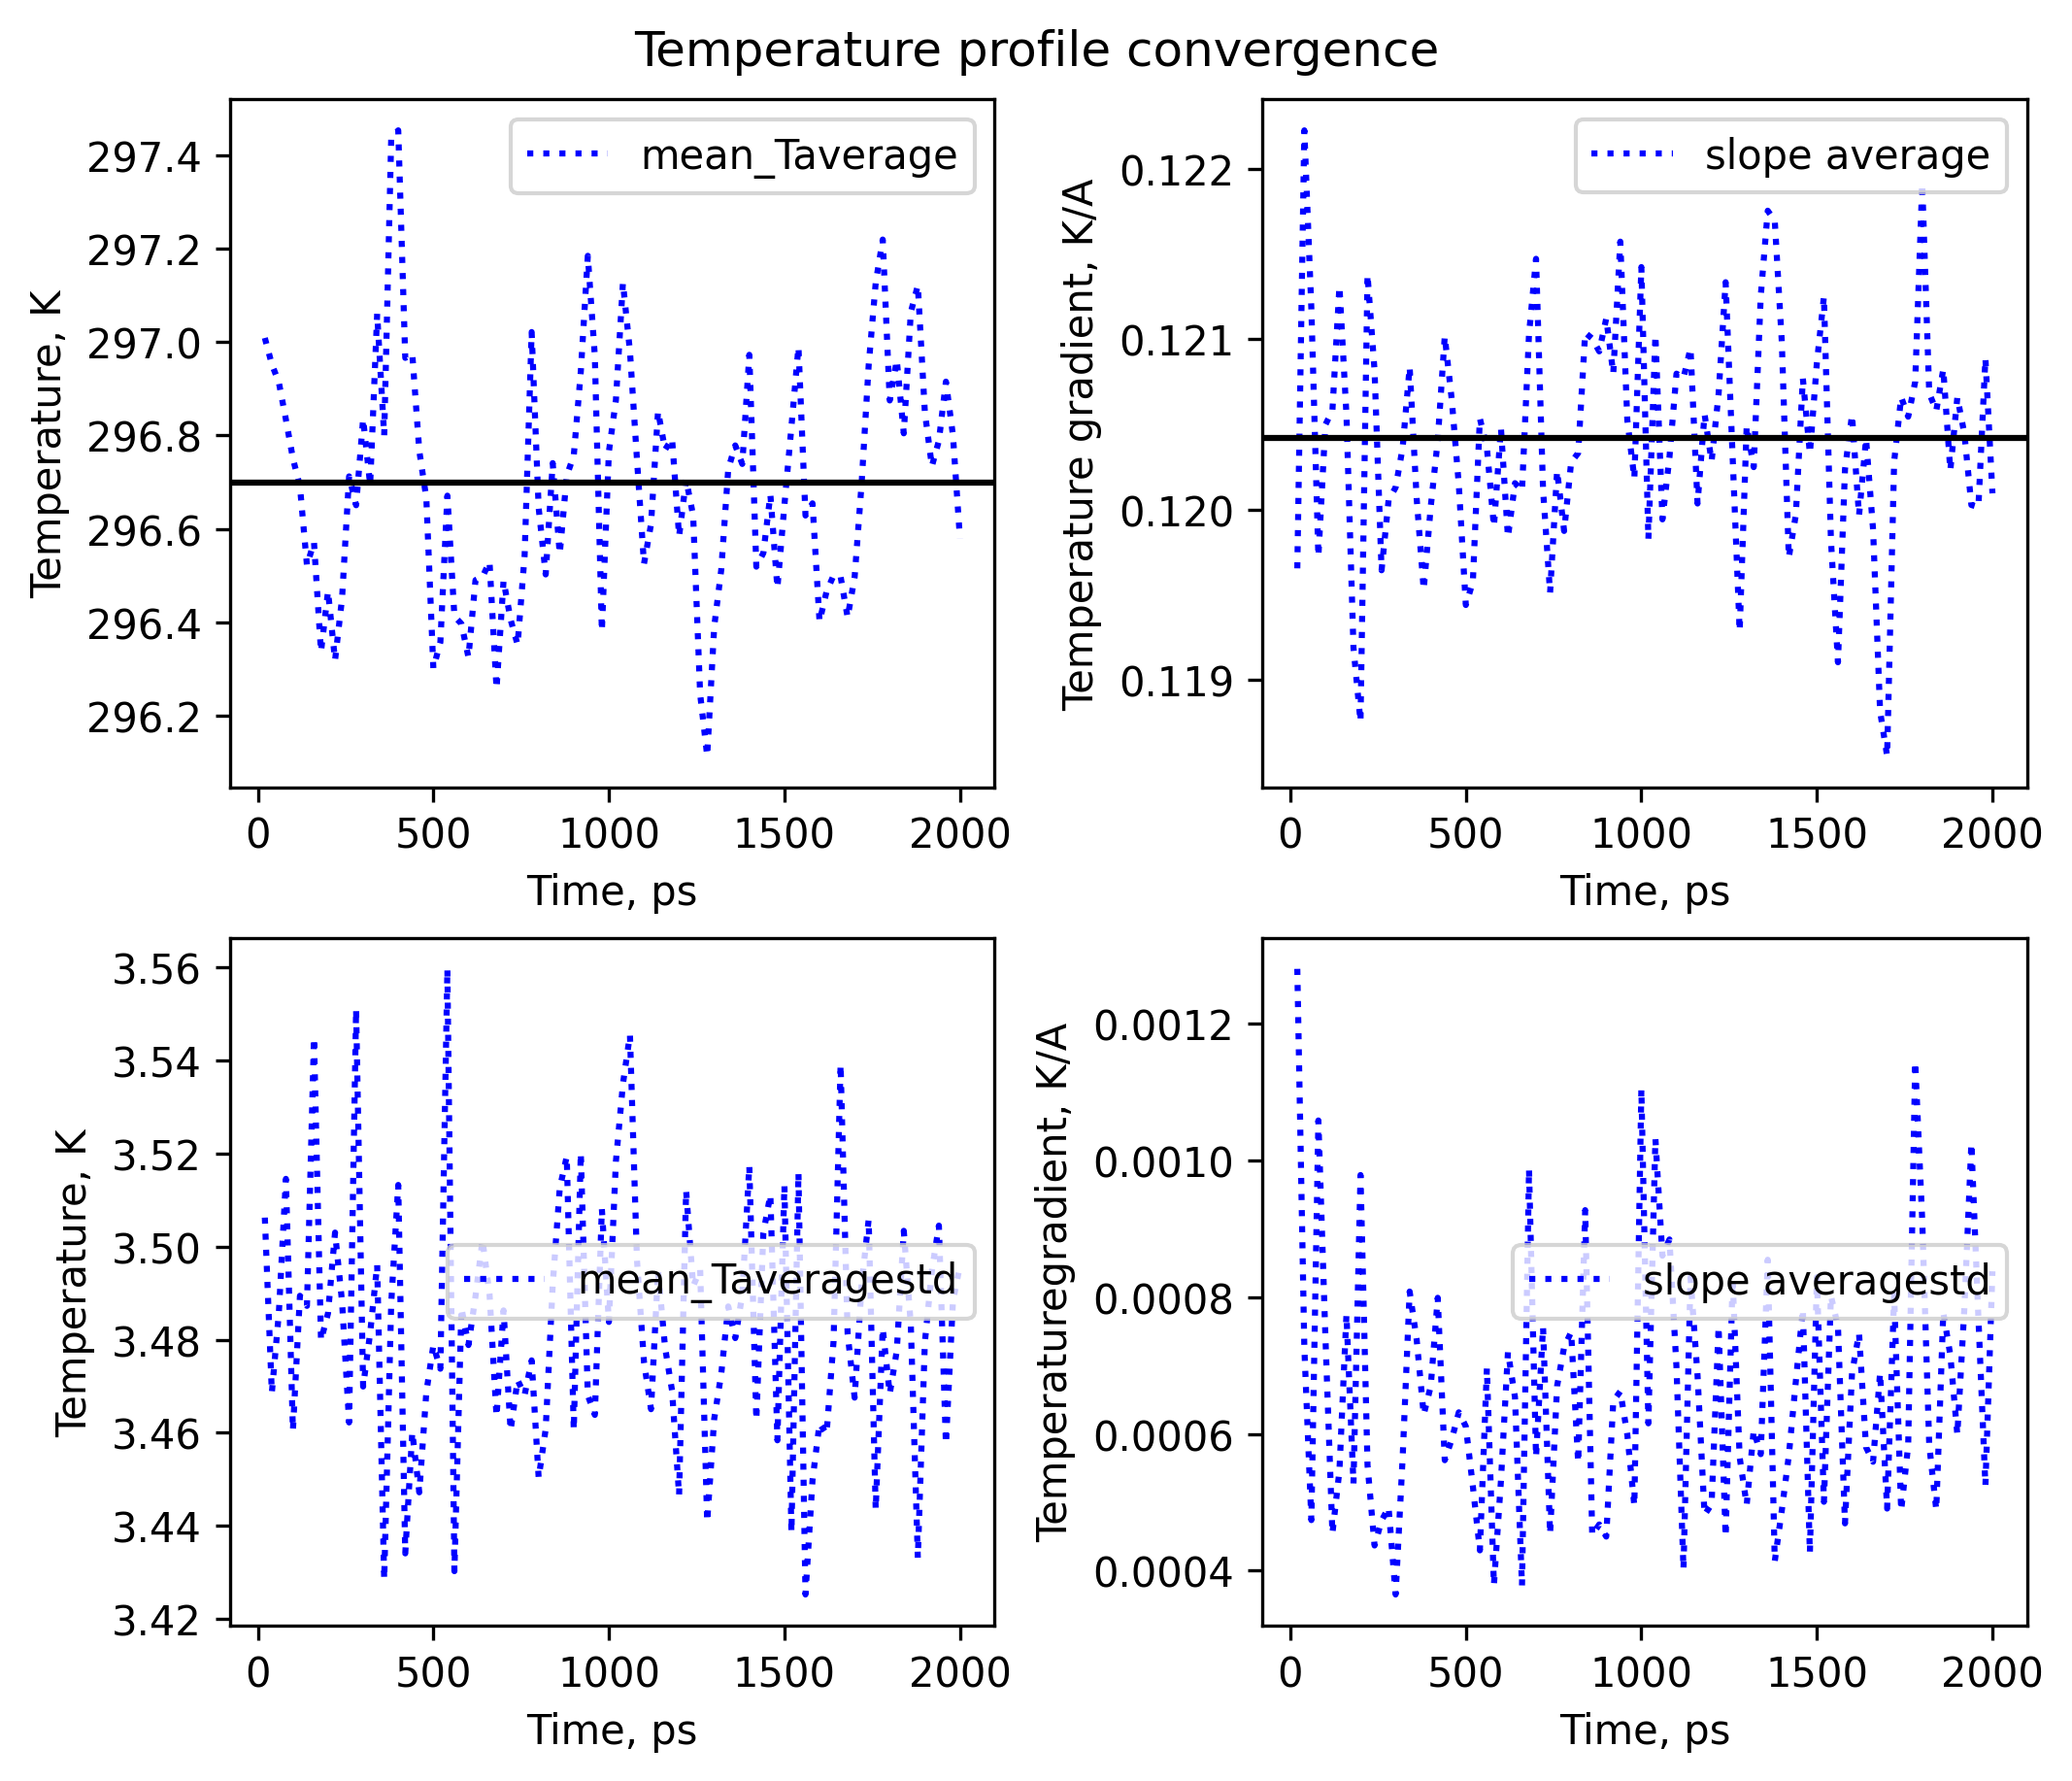 Temperature profile convergence
Temperature, K
297.4
297.2
297.0
296.8
296.6
296.4
296.2
mean_Taverage
0 500 1000 1500 2000
Time, ps
Temperature gradient, K/A
0.122
0.121
0.120
0.119
slope average
0 500 1000 1500 2000
Time, ps
Temperature, K
3.56
3.54
3.52
3.50
3.48
3.46
3.44
3.42
mean_Taveragestd
0 500 1000 1500 2000
Time, ps
Temperaturegradient, K/A
0.0012
0.0010
0.0008
0.0006
0.0004
slope averagestd
0 500 1000 1500 2000
Time, ps